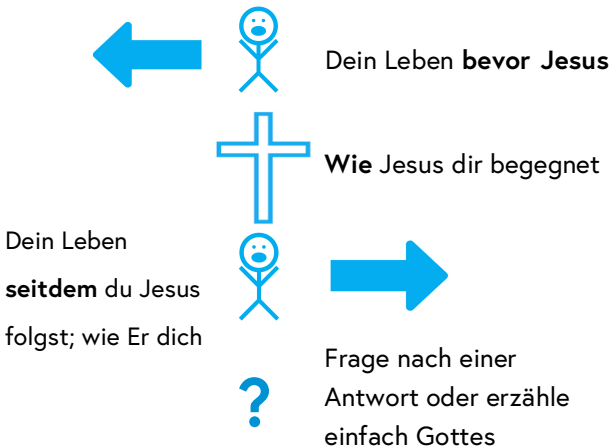 Dein Leben bevor Jesus
Wie Jesus dir begegnet
Dein Leben
seitdem du Jesus
folgst; wie Er dich
?
Frage nach einer
Antwort oder erzähle
einfach Gottes